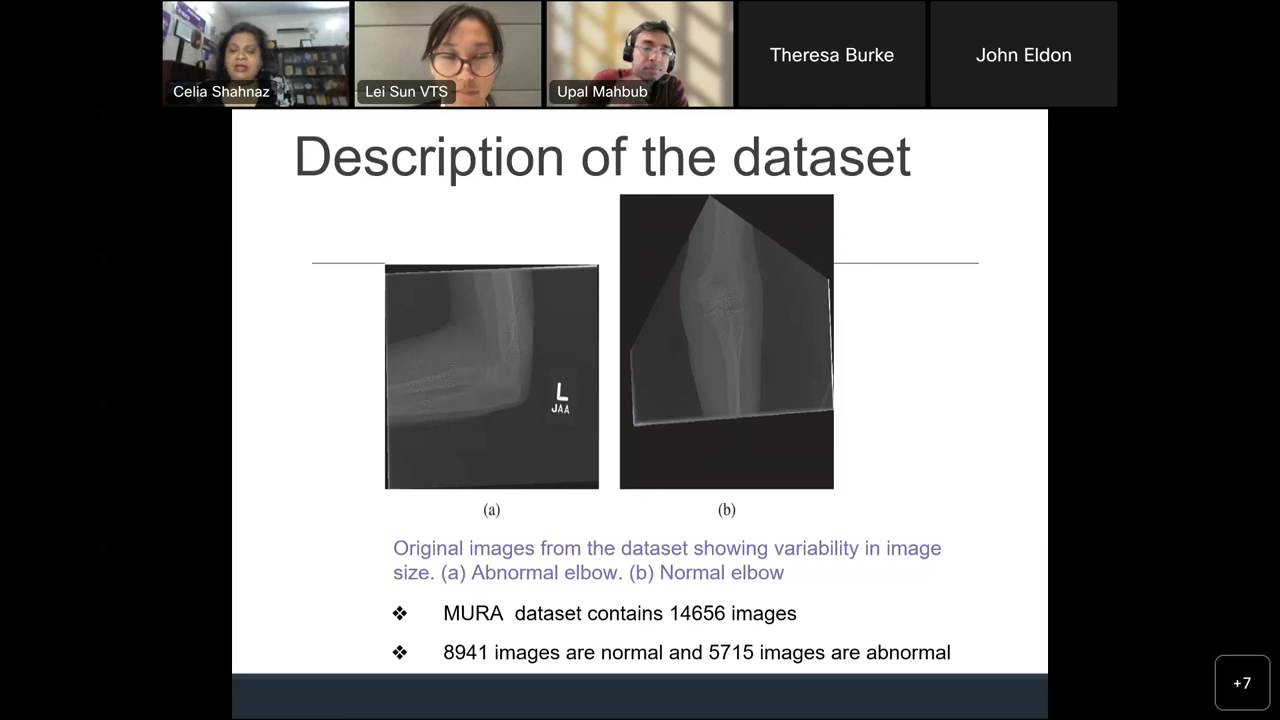 Celia Shahnaz
Lei Sun VTS
Upal Mahbub
Theresa Burke
John Eldon
Description of the dataset
L
JAA
(a)
(b)
Original images from the dataset showing variability in image
size. (a) Abnormal elbow. (b) Normal elbow
❖ MURA dataset contains 14656 images
❖ 8941 images are normal and 5715 images are abnormal
+7